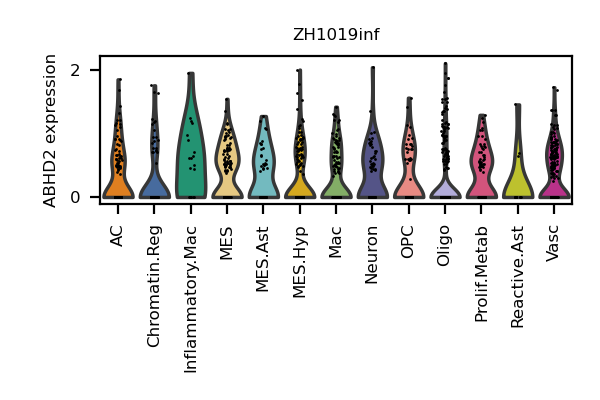 ZH1019inf
ABHD2 expression
2
0
AC
Chromatin.Reg
Inflammatory.Mac
MES
MES.Ast
MES.Hyp
Mac
Neuron
OPC
Oligo
Prolif.Metab
Reactive.Ast
Vasc